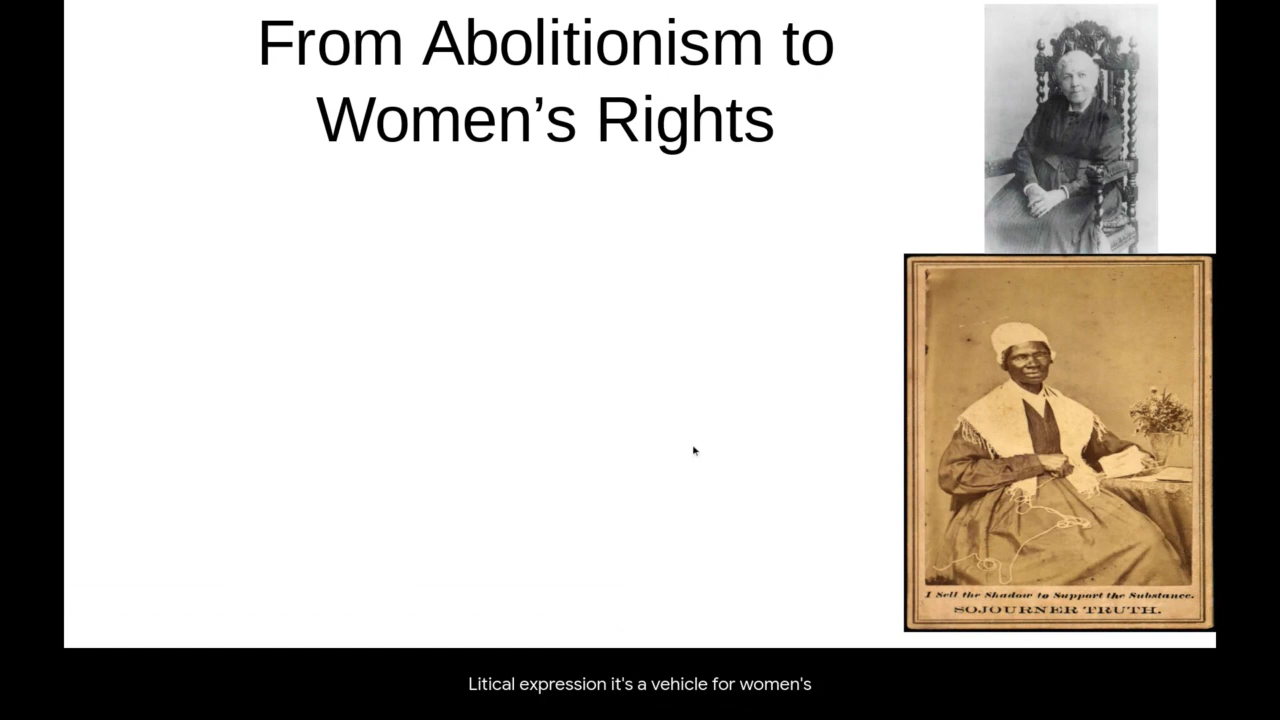 From Abolitionism to
Women’s Rights
I Sell the Shadow to Support the Substance.
SOJOURNER TRUTH.
Litical expression it's a vehicle for women's